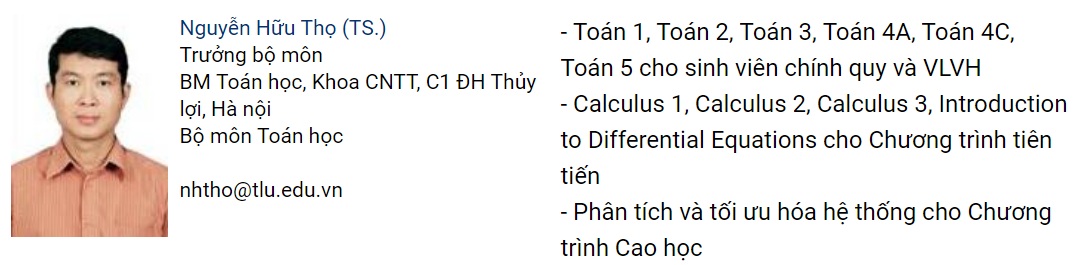 Nguyễn Hữu Thọ (TS.)
Trưởng bộ môn
BM Toán học, Khoa CNTT, C1 ĐH Thủy
lợi, Hà nội
Bộ môn Toán học
nhtho@tlu.edu.vn
- Toán 1, Toán 2, Toán 3, Toán 4A, Toán 4C,
Toán 5 cho sinh viên chính quy và VLVH
- Calculus 1, Calculus 2, Calculus 3, Introduction
to Differential Equations cho Chương trình tiên
tiến
- Phân tích và tối ưu hóa hệ thống cho Chương
trình Cao học